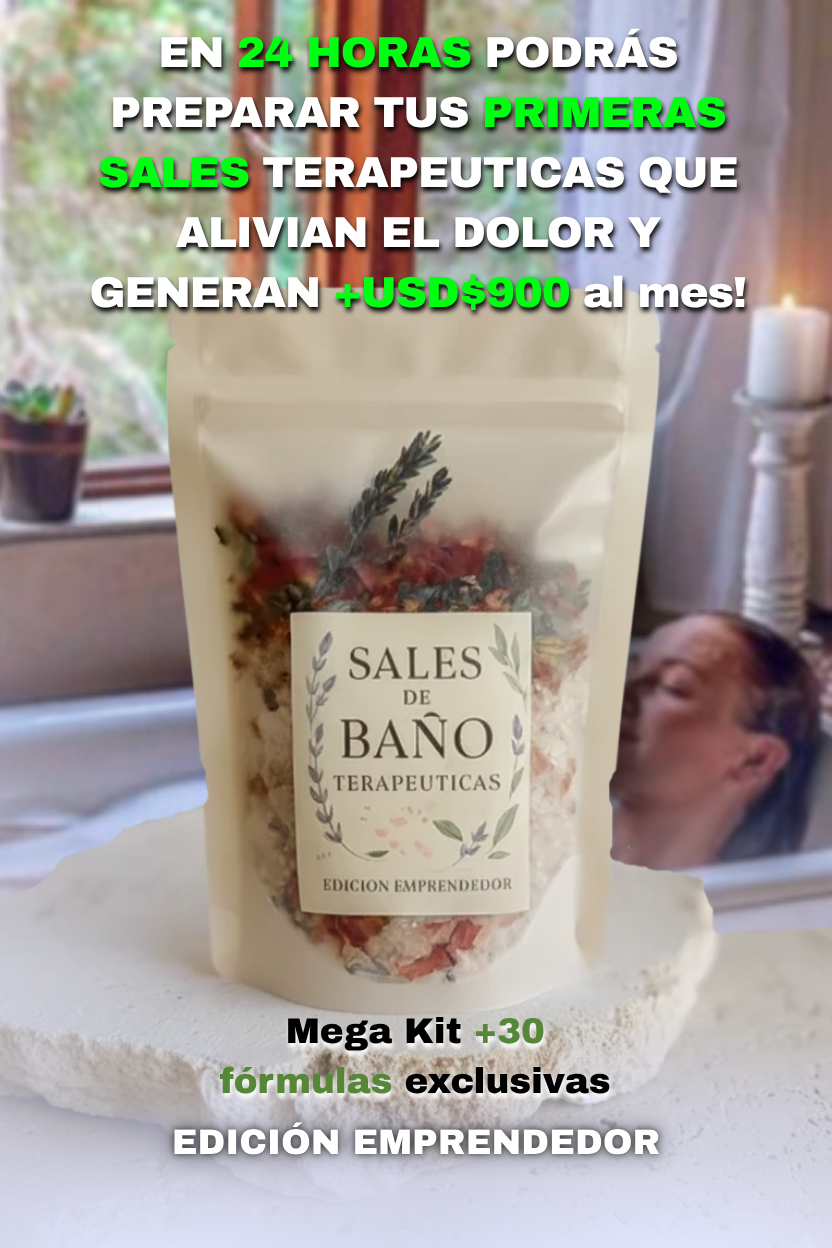 EN 24 HORAS PODRÁS
PREPARAR TUS PRIMERAS
SALES TERAPEUTICAS QUE
ALIVIAN EL DOLOR Y
GENERAN +USD$900 al mes!
SALES
DE
BAÑO
TERAPEUTICAS
EDICION EMPRENDEDOR
Mega Kit +30
fórmulas exclusivas
EDICIÓN EMPRENDEDOR